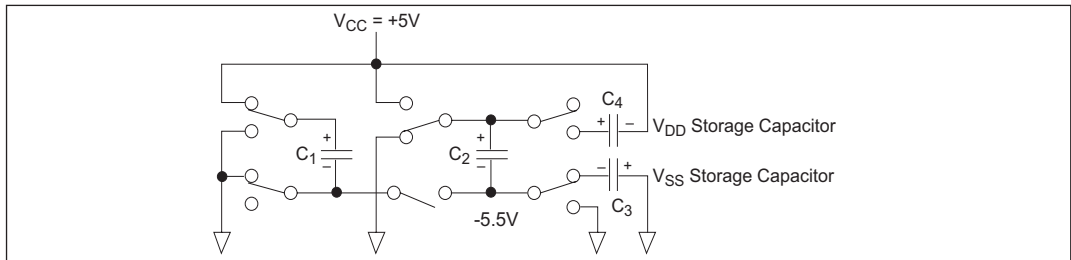 VCC = +5V
C4
+ –
VDD Storage Capacitor
+
C1
–
+
C2
–
– +
VSS Storage Capacitor
C3
-5.5V